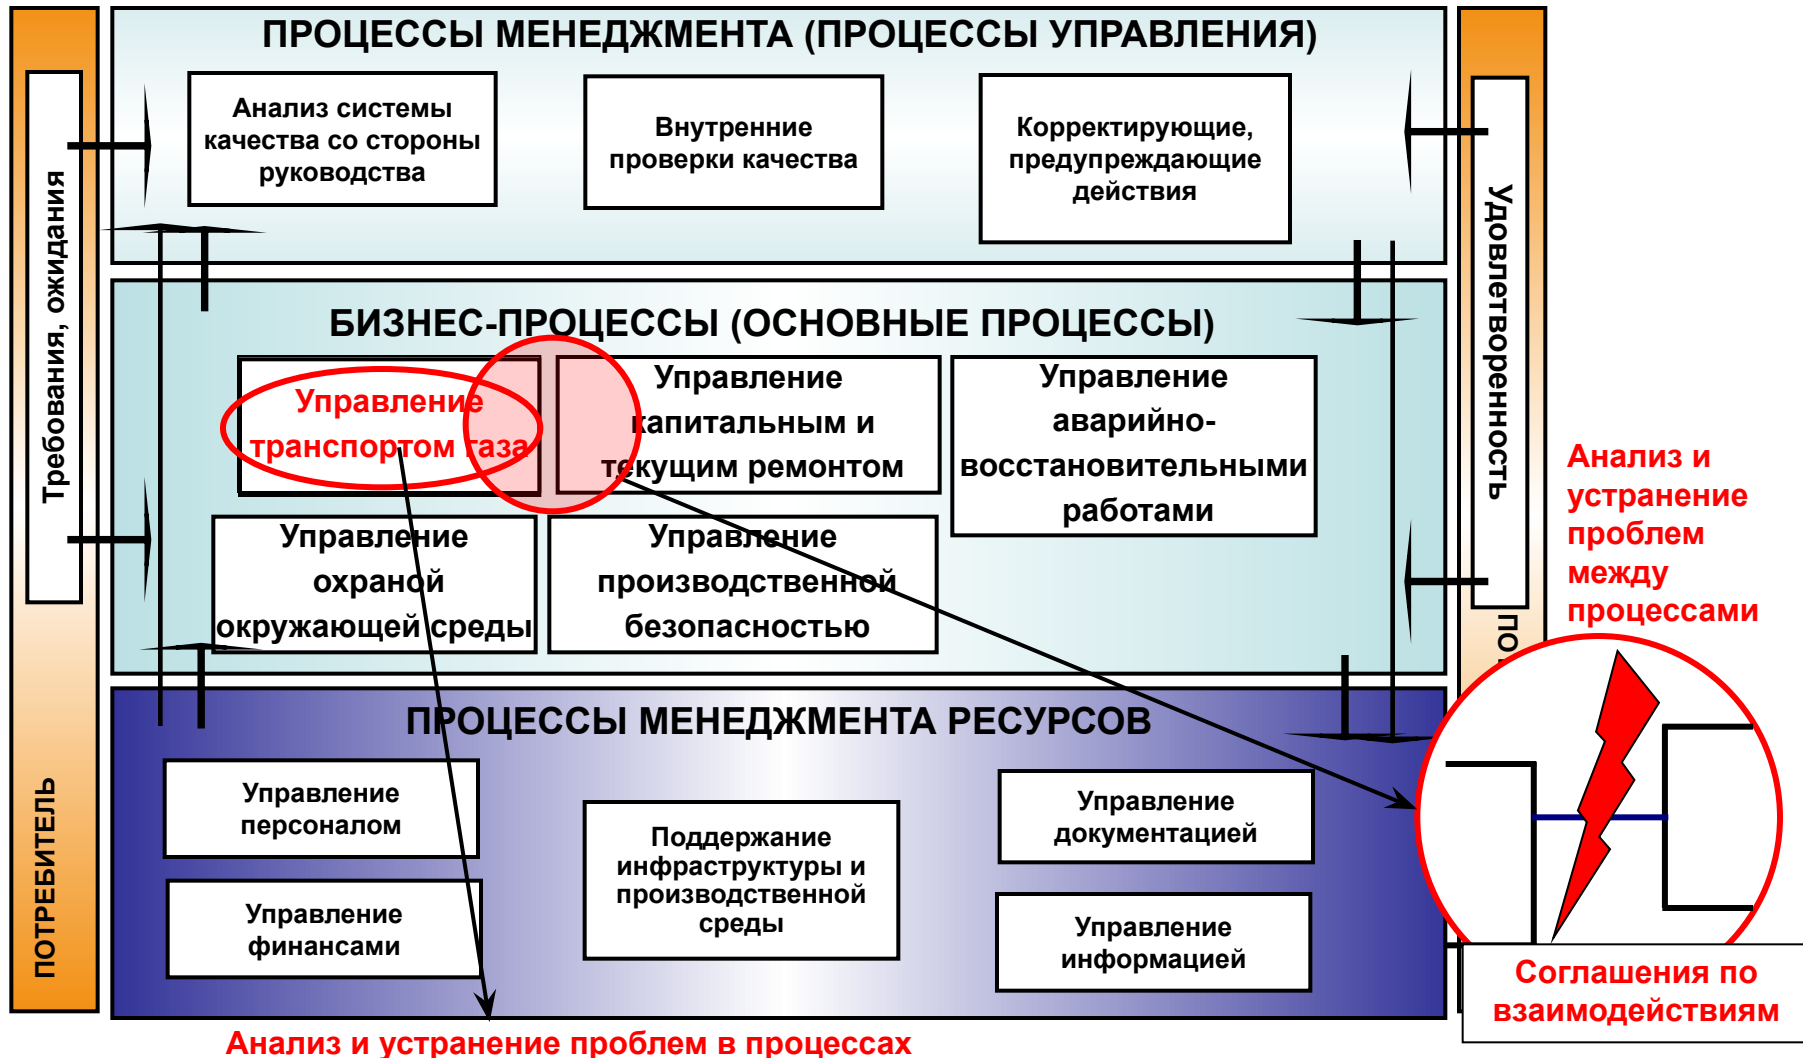 ПРОЦЕССЫ МЕНЕДЖМЕНТА (ПРОЦЕССЫ УПРАВЛЕНИЯ)
Анализ системы
качества со стороны
руководства
Внутренние
проверки качества
Корректирующие,
предупреждающие
действия
Требования, ожидания
ПОТРЕБИТЕЛЬ
Удовлетворенность
БИЗНЕС-ПРОЦЕССЫ (ОСНОВНЫЕ ПРОЦЕССЫ)
Управление
транспортом газа
Управление
капитальным и
текущим ремонтом
Управление
аварийно-
восстановительными
работами
Управление
охраной
окружающей среды
Управление
производственной
безопасностью
Анализ и
устранение
проблем
между
процессами
ПО
ПРОЦЕССЫ МЕНЕДЖМЕНТА РЕСУРСОВ
Управление
персоналом
Управление
финансами
Поддержание
инфраструктуры и
производственной
среды
Управление
документацией
Управление
информацией
Соглашения по
взаимодействиям
Анализ и устранение проблем в процессах